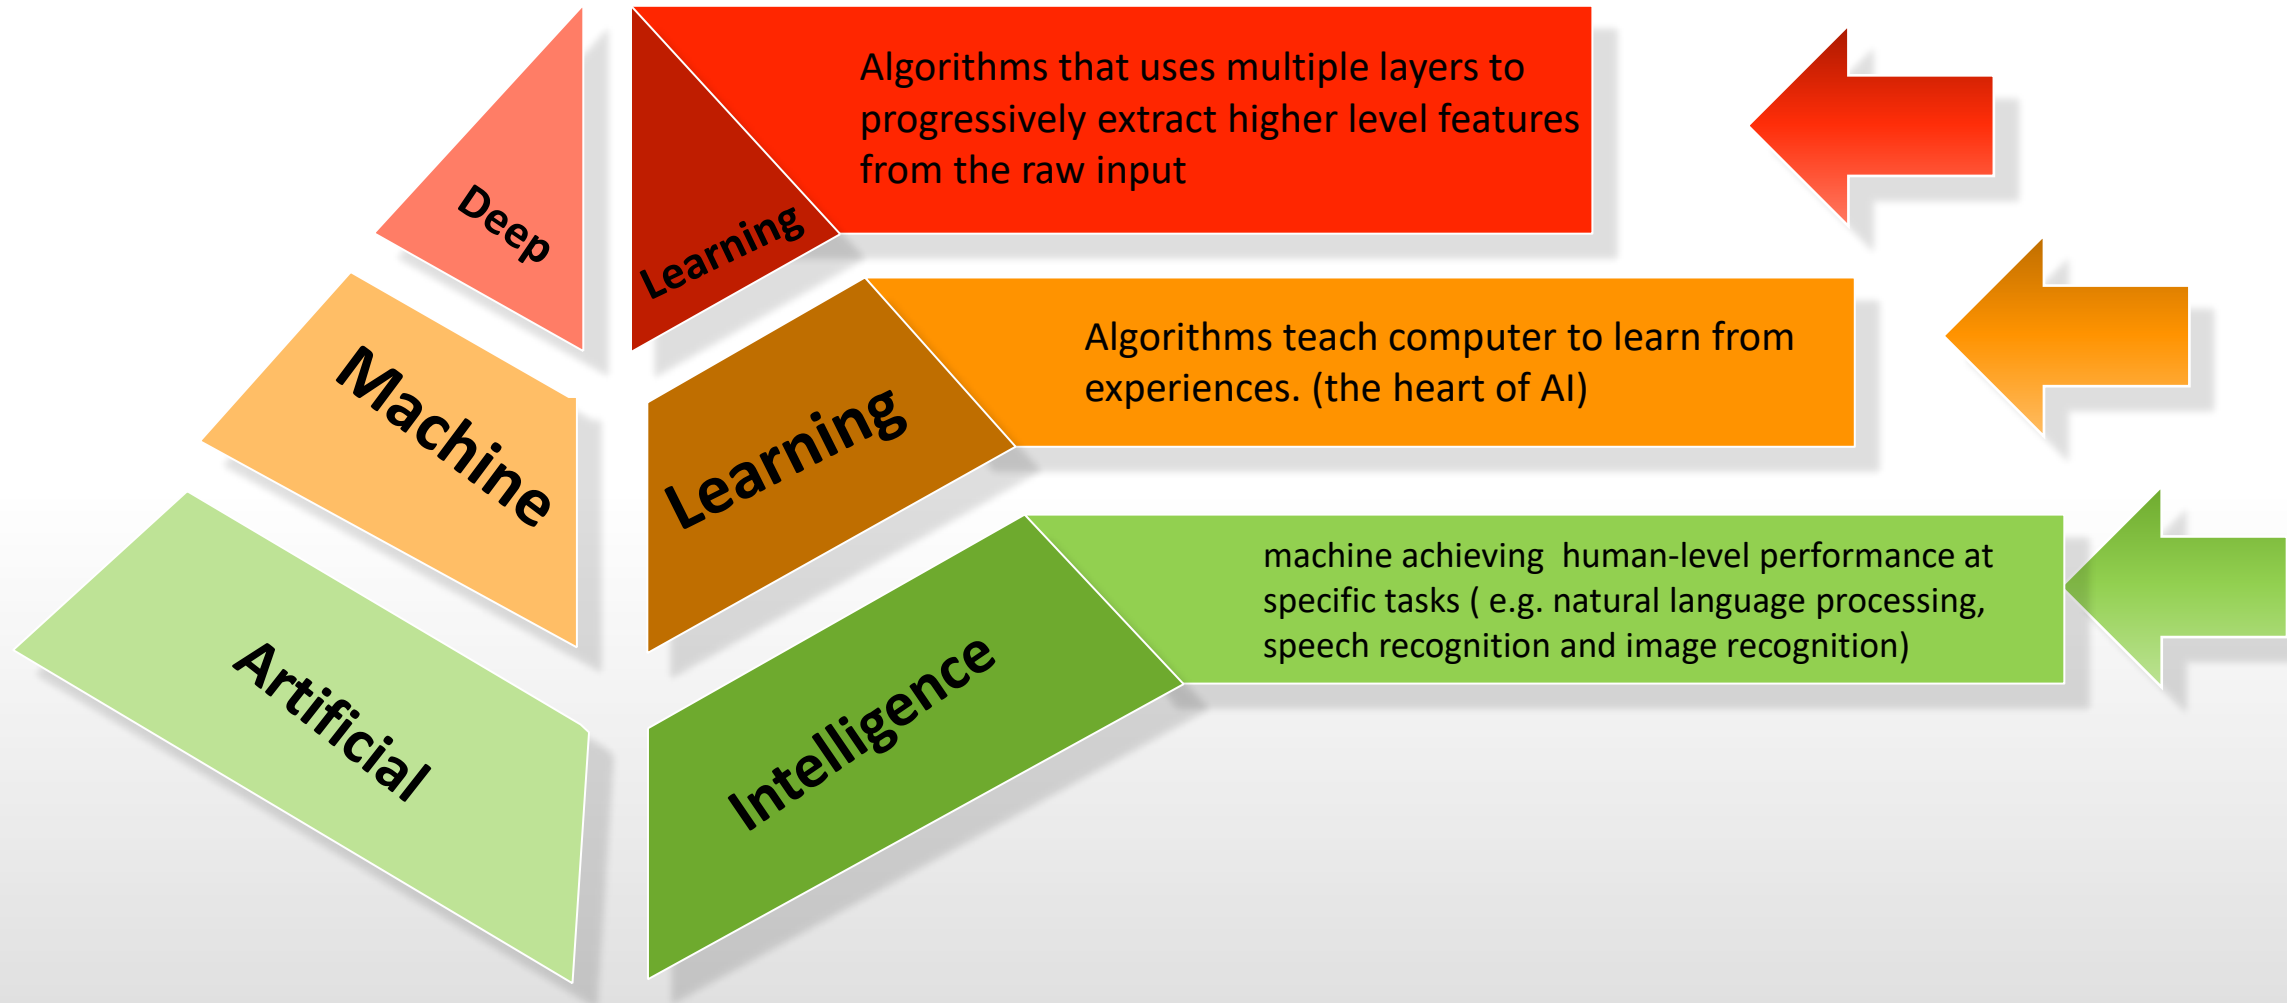 Deep
Learning
Algorithms that uses multiple layers to
progressively extract higher level features
from the raw input
Machine
Learning
Algorithms teach computer to learn from
experiences. (the heart of AI)
Artificial
Intelligence
machine achieving  human-level performance at
specific tasks ( e.g. natural language processing,
speech recognition and image recognition)